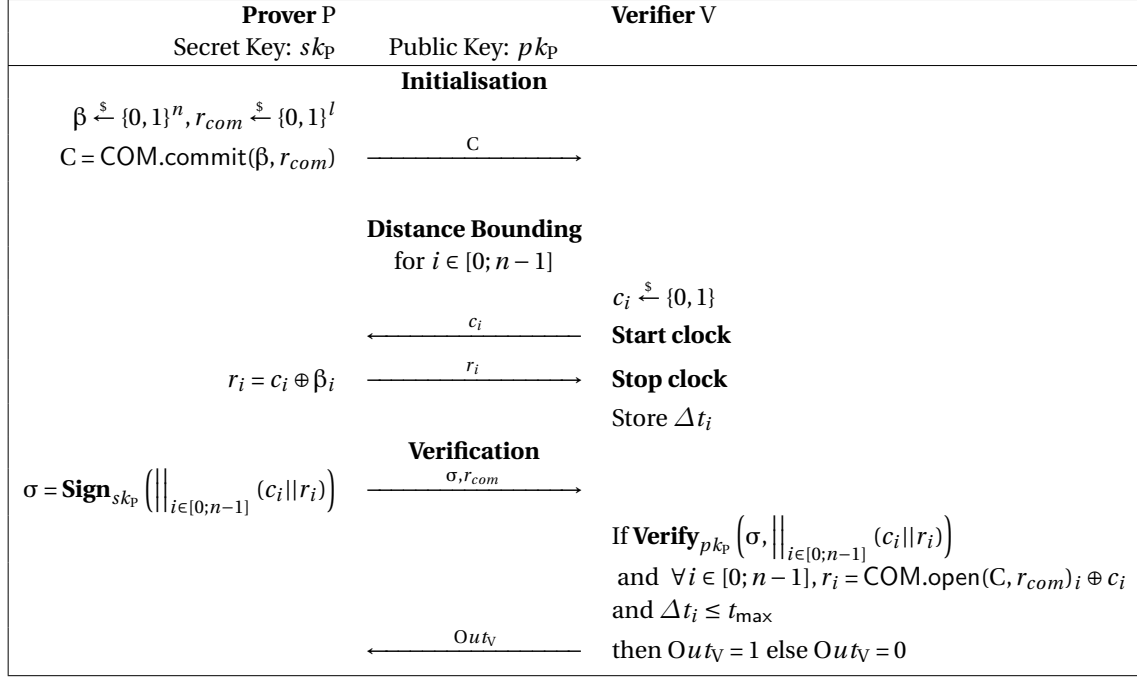 Prover P Verifier V
Secret Key: sk_P Public Key: pk_P
Initialisation
β ←$ {0, 1}^n, r_com ←$ {0, 1}^l
C = COM.commit(β, r_com) C
Distance Bounding
for i ∈ [0; n − 1]
c_i ←$ {0, 1}
c_i Start clock
r_i = c_i ⊕ β_i r_i Stop clock
Store Δt_i
Verification
σ = Sign_{sk_P} (||_{i∈[0;n−1]} (c_i||r_i)) σ, r_com
If Verify_{pk_P} (σ, ||_{i∈[0;n−1]} (c_i||r_i))
and ∀i ∈ [0; n − 1], r_i = COM.open(C, r_com)_i ⊕ c_i
and Δt_i ≤ t_max
Out_V then Out_V = 1 else Out_V = 0